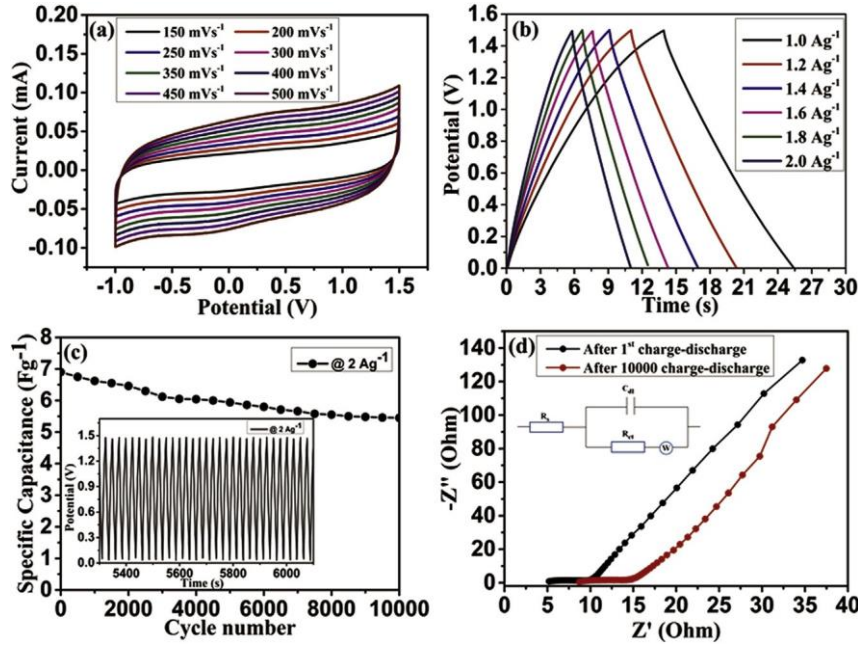 (a)
150 mVs⁻¹ 200 mVs⁻¹
250 mVs⁻¹ 300 mVs⁻¹
350 mVs⁻¹ 400 mVs⁻¹
450 mVs⁻¹ 500 mVs⁻¹
Current (mA)
0.15
0.10
0.05
0.00
-0.05
-0.10
-1.0 -0.5 0.0 0.5 1.0 1.5
Potential (V)
(b)
1.0 Ag⁻¹
1.2 Ag⁻¹
1.4 Ag⁻¹
1.6 Ag⁻¹
1.8 Ag⁻¹
2.0 Ag⁻¹
Potential (V)
1.6
1.4
1.2
1.0
0.8
0.6
0.4
0.2
0.0
0 3 6 9 12 15 18 21 24 27 30
Time (s)
(c)
@ 2 Ag⁻¹
Specific Capacitance (Fg⁻¹)
8
7
6
5
4
3
2
1
0
@ 2 Ag⁻¹
Potential (V)
1.8
1.5
1.2
0.9
0.6
0.3
0.0
5400 5600 5800 6000
Time (s)
0 2000 4000 6000 8000 10000
Cycle number
(d)
After 1ˢᵗ charge-discharge
After 10000 charge-discharge
C_dl
R_s
R_ct
W
-Z" (Ohm)
140
120
100
80
60
40
20
0
0 5 10 15 20 25 30 35 40
Z' (Ohm)